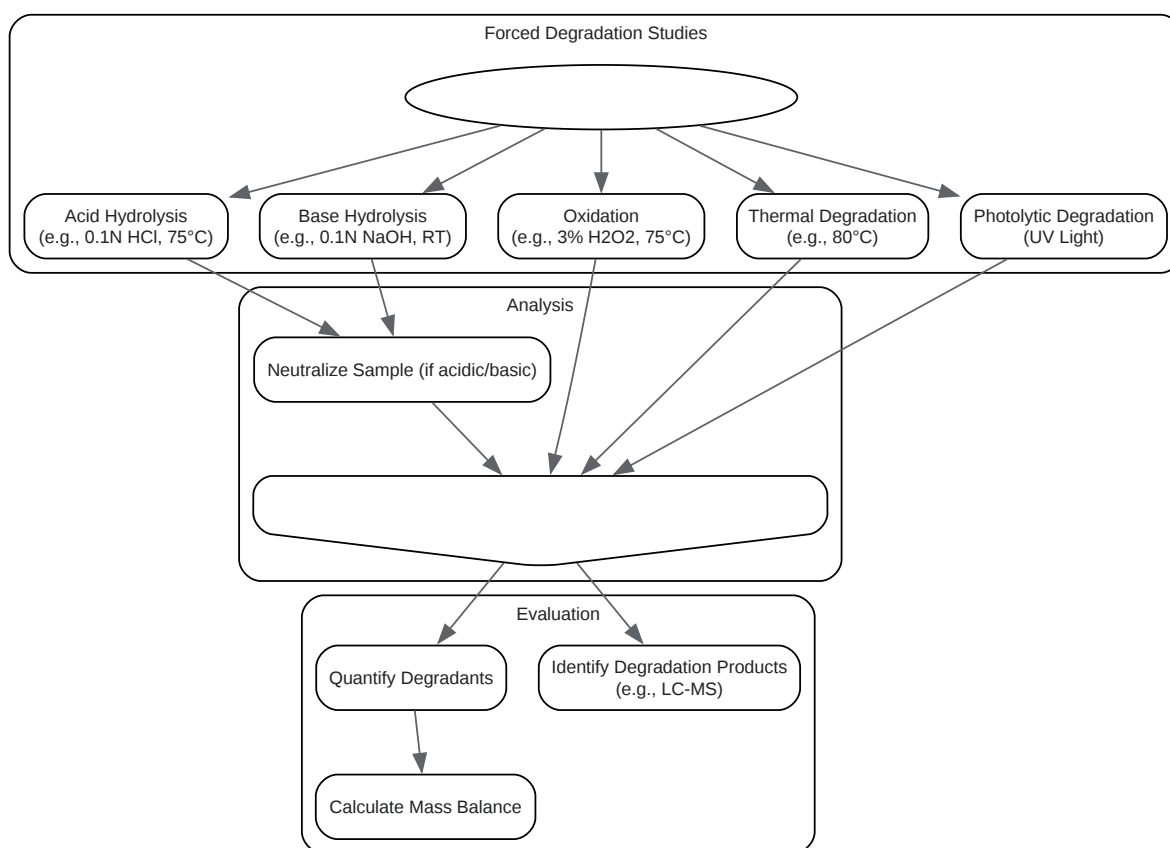 Forced Degradation Studies
Acid Hydrolysis
(e.g., 0.1N HCl, 75°C)
Base Hydrolysis
(e.g., 0.1N NaOH, RT)
Oxidation
(e.g., 3% H2O2, 75°C)
Thermal Degradation
(e.g., 80°C)
Photolytic Degradation
(UV Light)
Analysis
Neutralize Sample (if acidic/basic)
Evaluation
Quantify Degradants
Identify Degradation Products
(e.g., LC-MS)
Calculate Mass Balance